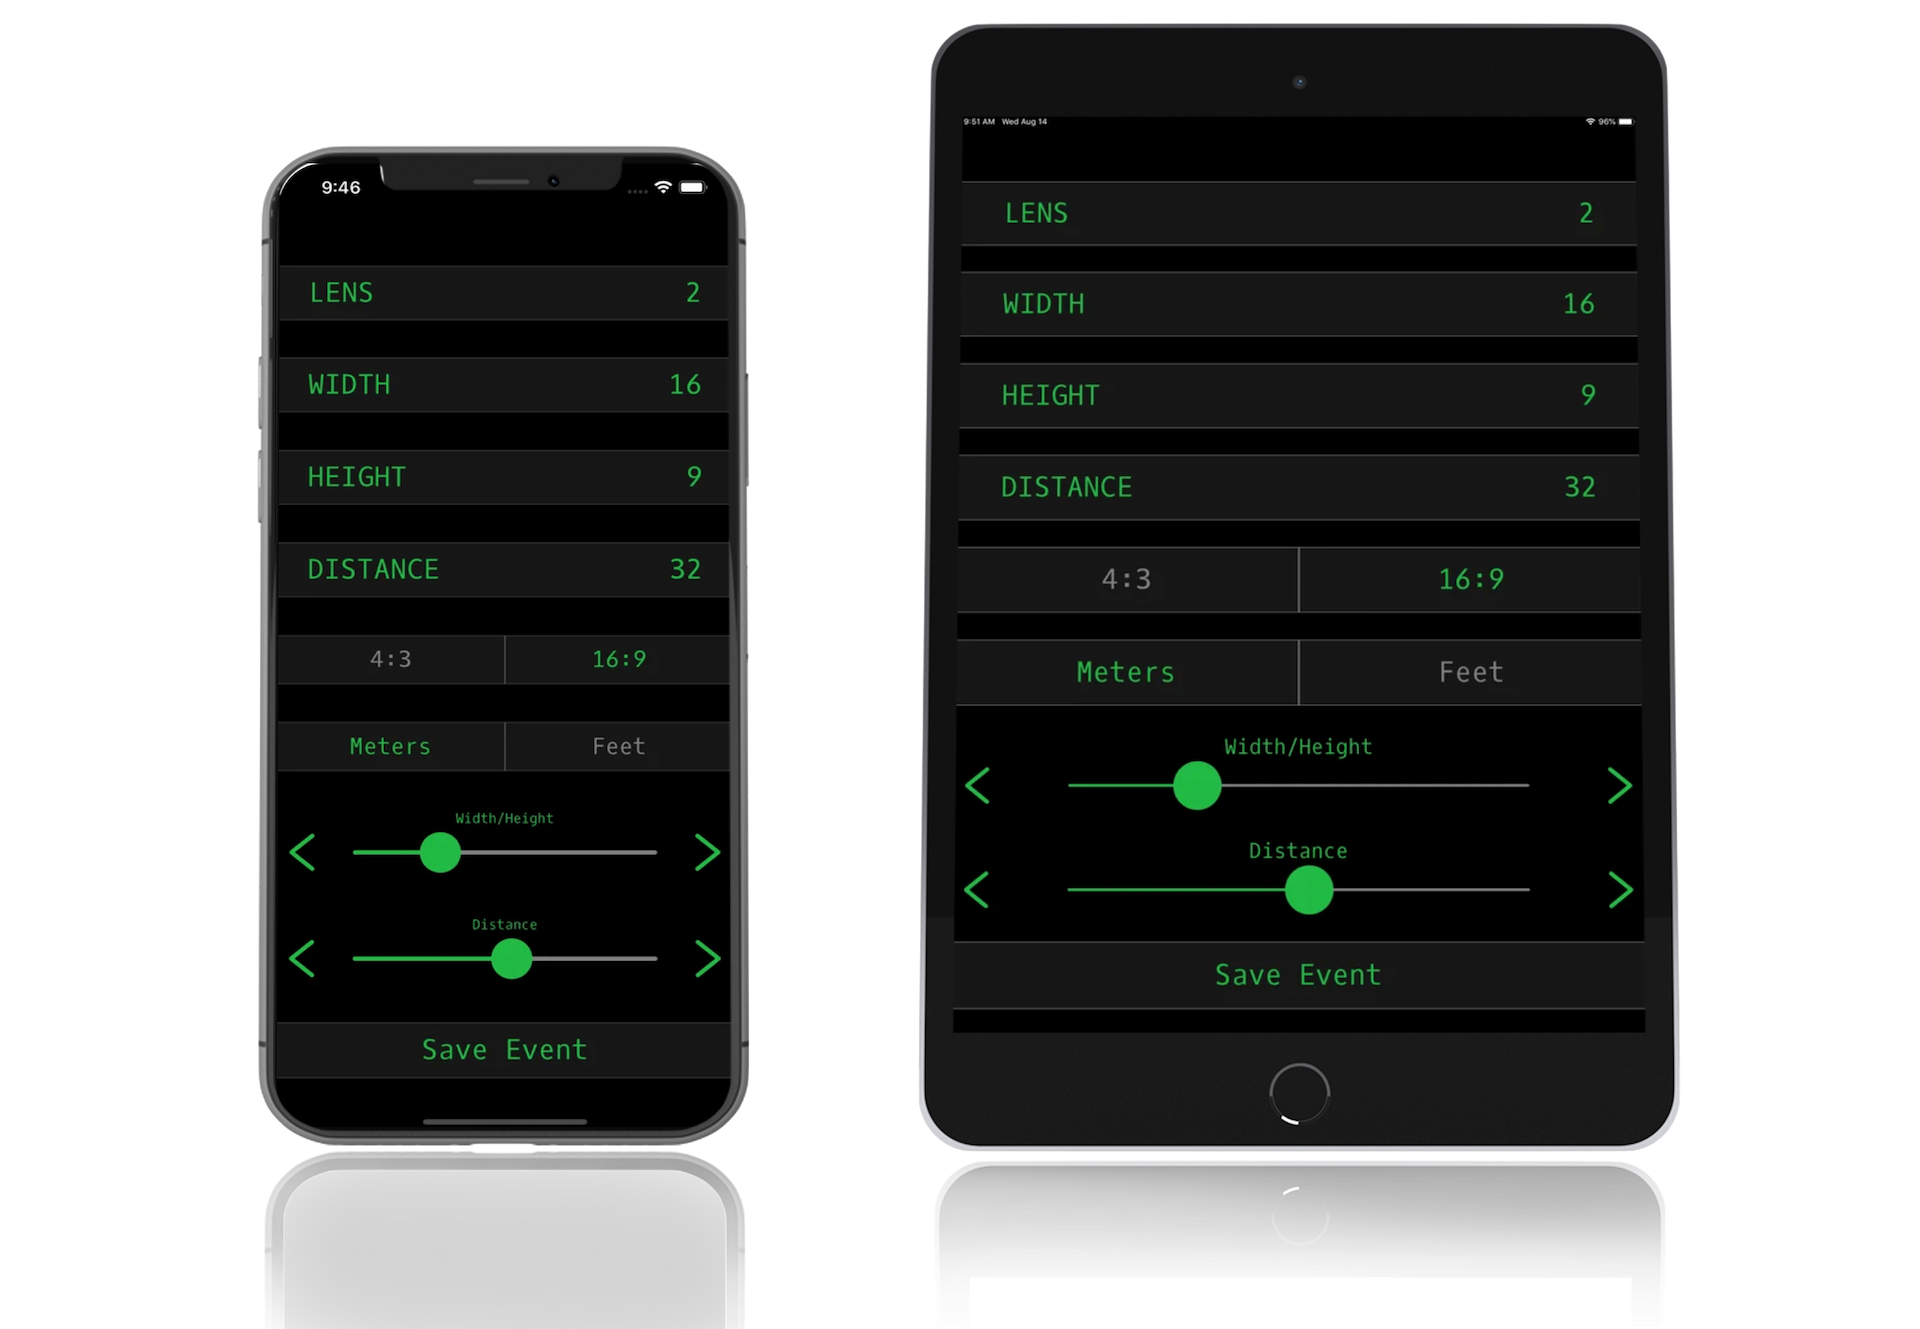 9:46
LENS 2
WIDTH 16
HEIGHT 9
DISTANCE 32
4:3 16:9
Meters Feet
Width/Height
Distance
Save Event
9:51 AM Wed Aug 14 96%
LENS 2
WIDTH 16
HEIGHT 9
DISTANCE 32
4:3 16:9
Meters Feet
Width/Height
Distance
Save Event